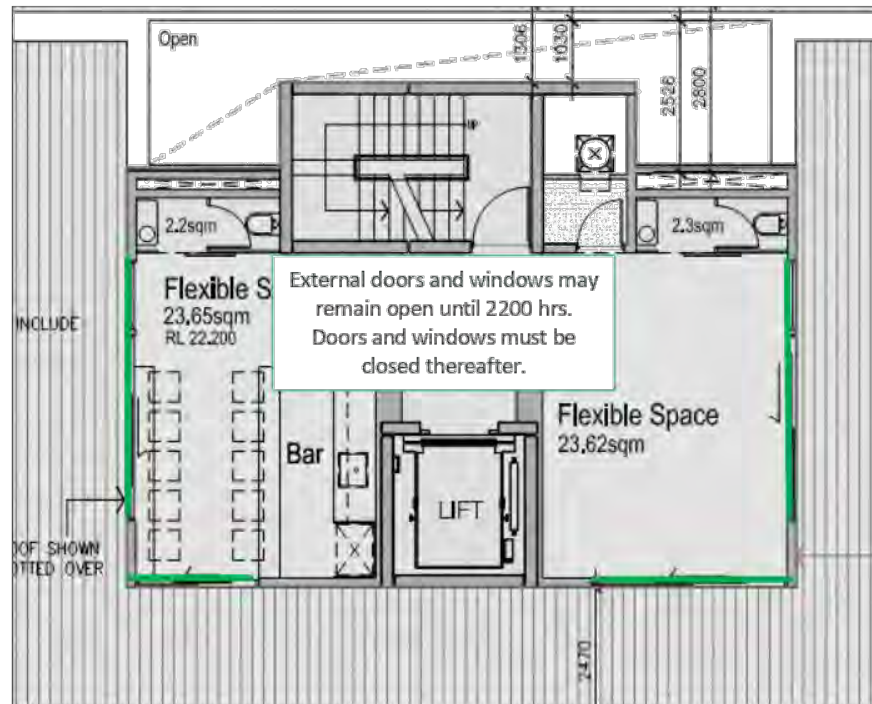 Open
1306
1030
2526
2800
UP
2.2sqm
2.3sqm
Flexible S
23.65sqm
RL 22.200
External doors and windows may
remain open until 2200 hrs.
Doors and windows must be
closed thereafter.
INCLUDE
Flexible Space
23.62sqm
Bar
LIFT
OOF SHOWN
OTTED OVER
2470